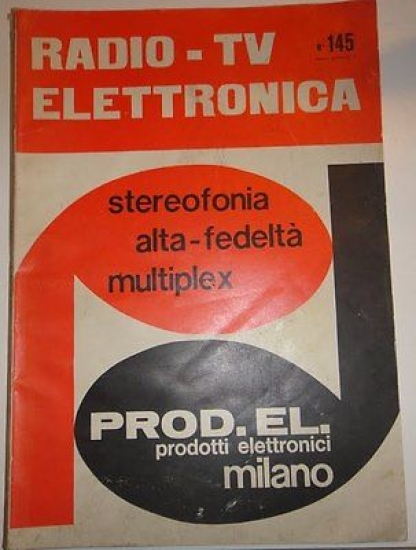 RADIO - TV
n° 145
ELETTRONICA
stereofonia
alta-fedeltà
multiplex
PROD. EL.
prodotti elettronici
milano